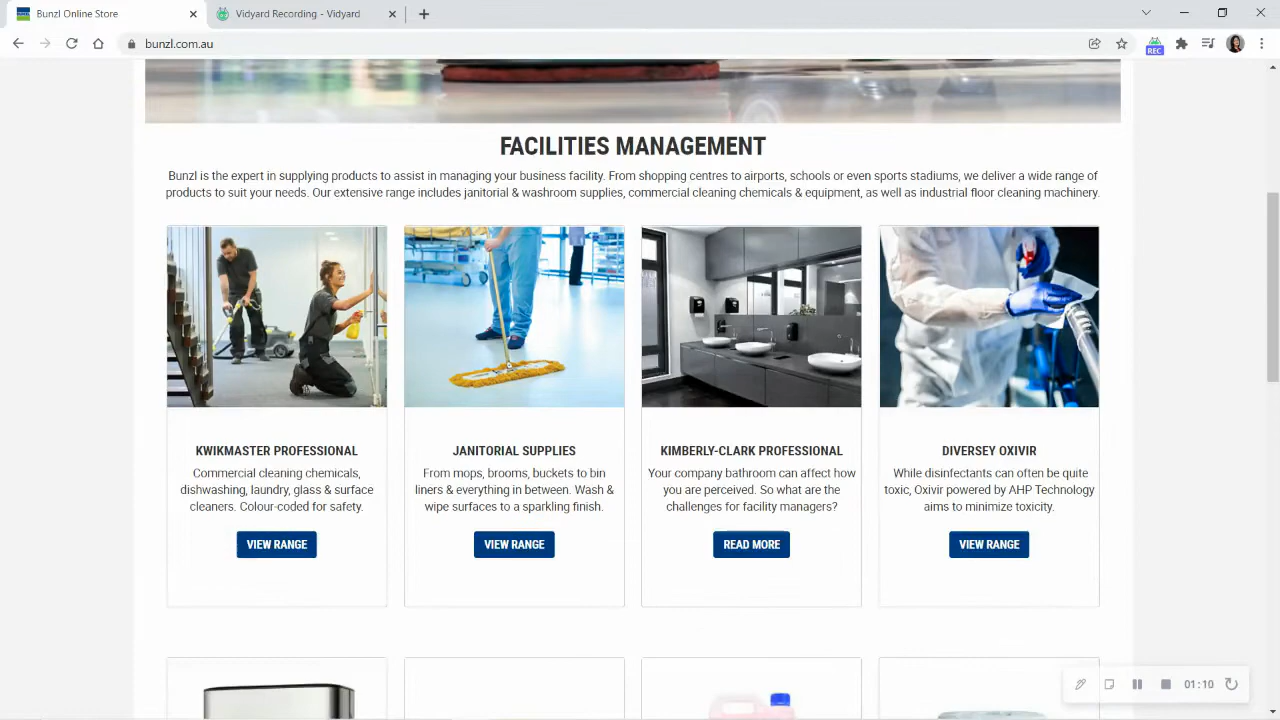 Bunzl Online Store
Vidyard Recording - Vidyard
bunzl.com.au
REC
FACILITIES MANAGEMENT
Bunzl is the expert in supplying products to assist in managing your business facility. From shopping centres to airports, schools or even sports stadiums, we deliver a wide range of
products to suit your needs. Our extensive range includes janitorial & washroom supplies, commercial cleaning chemicals & equipment, as well as industrial floor cleaning machinery.
KWIKMASTER PROFESSIONAL
Commercial cleaning chemicals,
dishwashing, laundry, glass & surface
cleaners. Colour-coded for safety.
VIEW RANGE
JANITORIAL SUPPLIES
From mops, brooms, buckets to bin
liners & everything in between. Wash &
wipe surfaces to a sparkling finish.
VIEW RANGE
KIMBERLY-CLARK PROFESSIONAL
Your company bathroom can affect how
you are perceived. So what are the
challenges for facility managers?
READ MORE
DIVERSEY OXIVIR
While disinfectants can often be quite
toxic, Oxivir powered by AHP Technology
aims to minimize toxicity.
VIEW RANGE
01:10